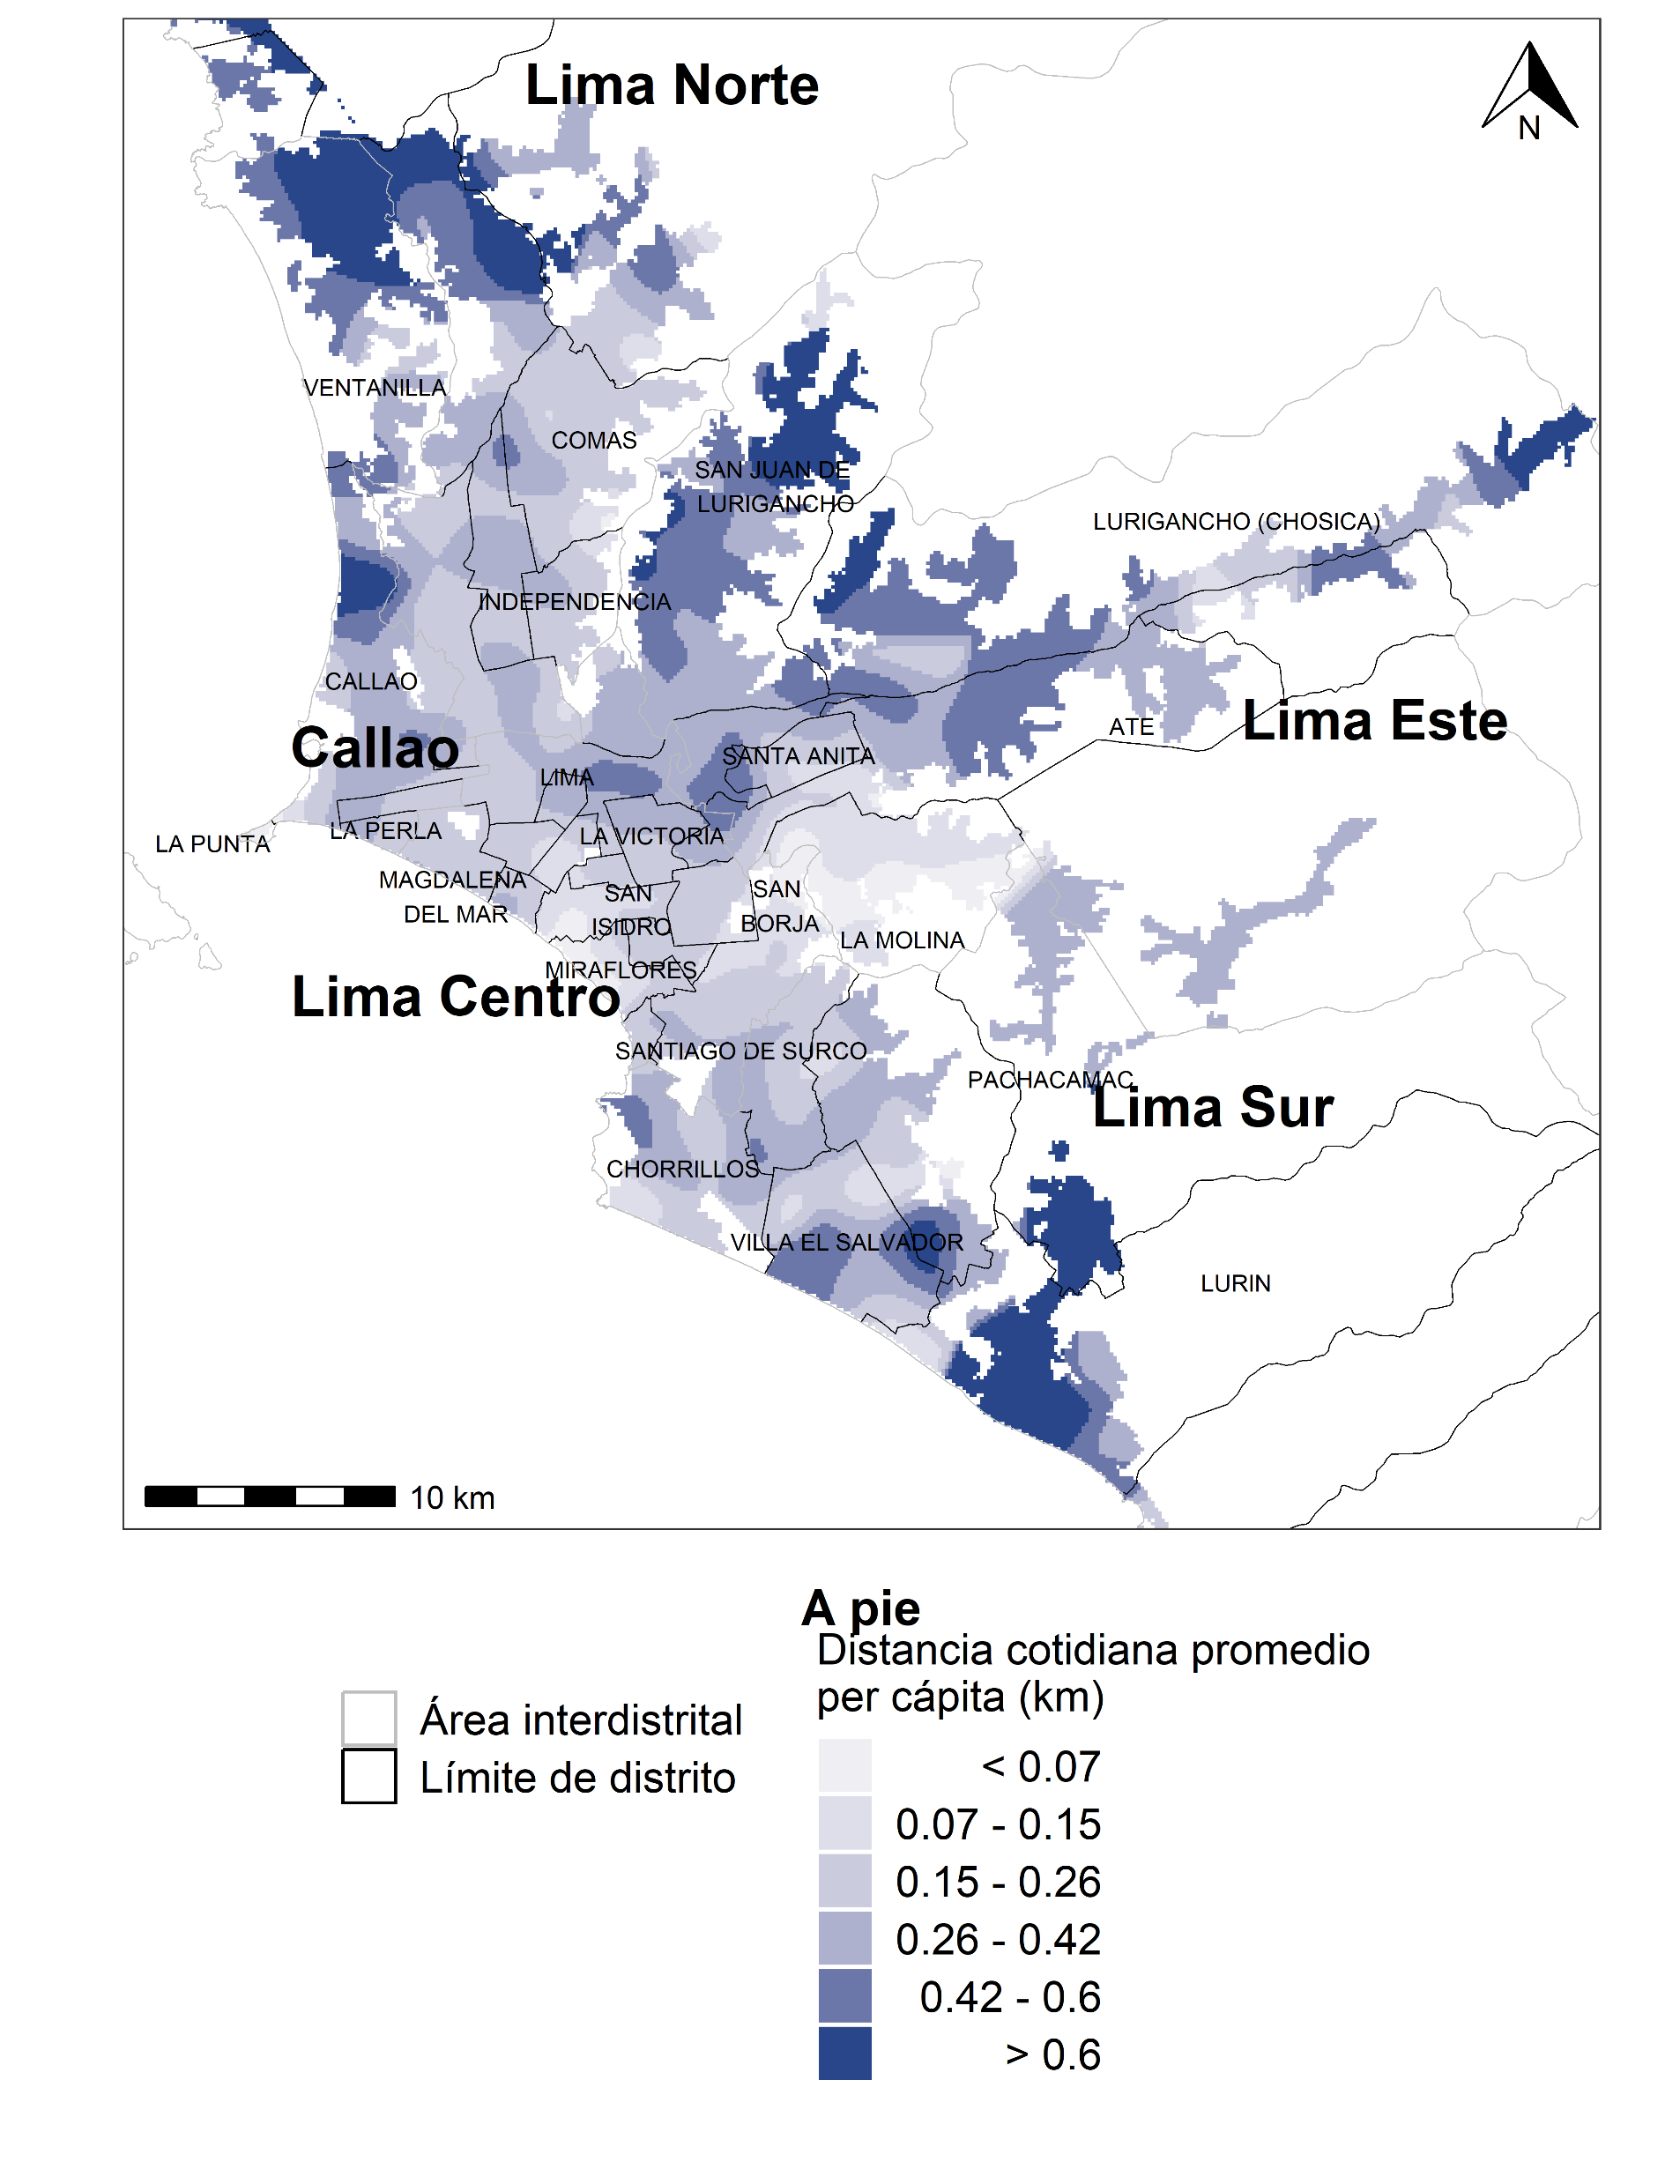 Lima Norte
N
VENTANILLA
COMAS
SAN JUAN DE
LURIGANCHO
LURIGANCHO (CHOSICA)
INDEPENDENCIA
CALLAO
Callao
Lima Este
ATE
SANTA ANITA
LIMA
LA PUNTA
LA PERLA
LA VICTORIA
MAGDALENA
DEL MAR
SAN
ISIDRO
SAN
BORJA
LA MOLINA
MIRAFLORES
Lima Centro
SANTIAGO DE SURCO
PACHACAMAC
Lima Sur
CHORRILLOS
VILLA EL SALVADOR
LURIN
10 km
A pie
Distancia cotidiana promedio
per cápita (km)
Área interdistrital
Límite de distrito
< 0.07
0.07 - 0.15
0.15 - 0.26
0.26 - 0.42
0.42 - 0.6
> 0.6